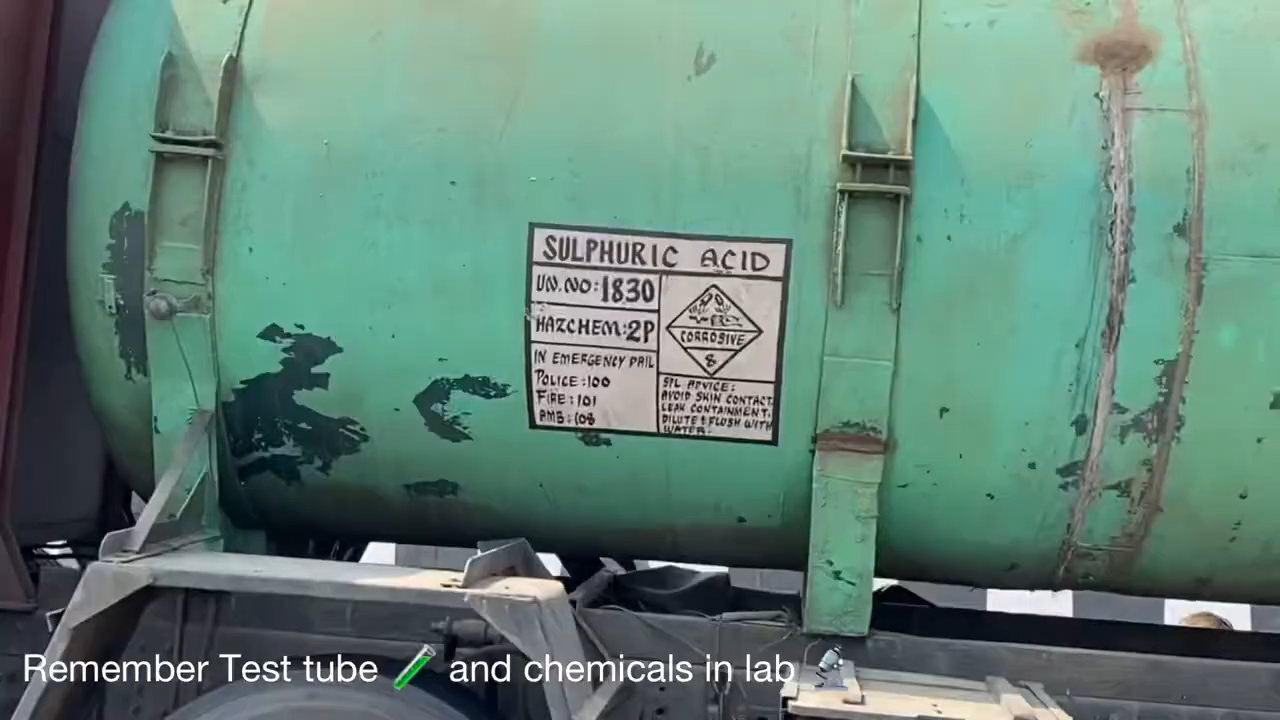 SULPHURIC ACID
UN.NO:1830
HAZCHEM:2P
IN EMERGENCY DAIL
POLICE:100
FIRE:101
AMB:108
CORROSIVE
8
SPL ADVICE:
AVOID SKIN CONTACT,
LEAK CONTAINMENT.
DILUTE & FLUSH WITH
WATER.
Remember Test tube 🧪 and chemicals in lab 🔬